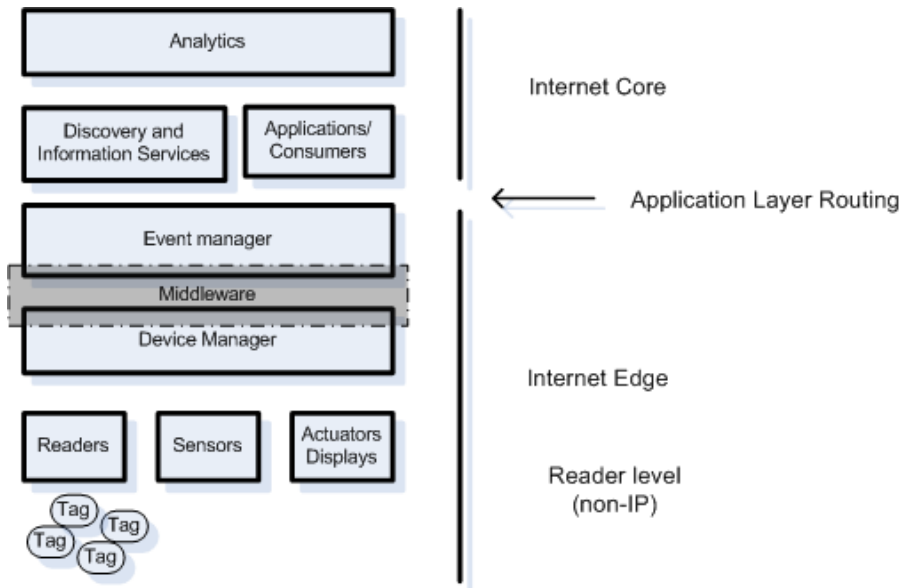 Analytics
Internet Core
Discovery and
Information Services
Applications/
Consumers
Application Layer Routing
Event manager
Middleware
Device Manager
Internet Edge
Readers
Sensors
Actuators
Displays
Reader level
(non-IP)
Tag
Tag
Tag
Tag